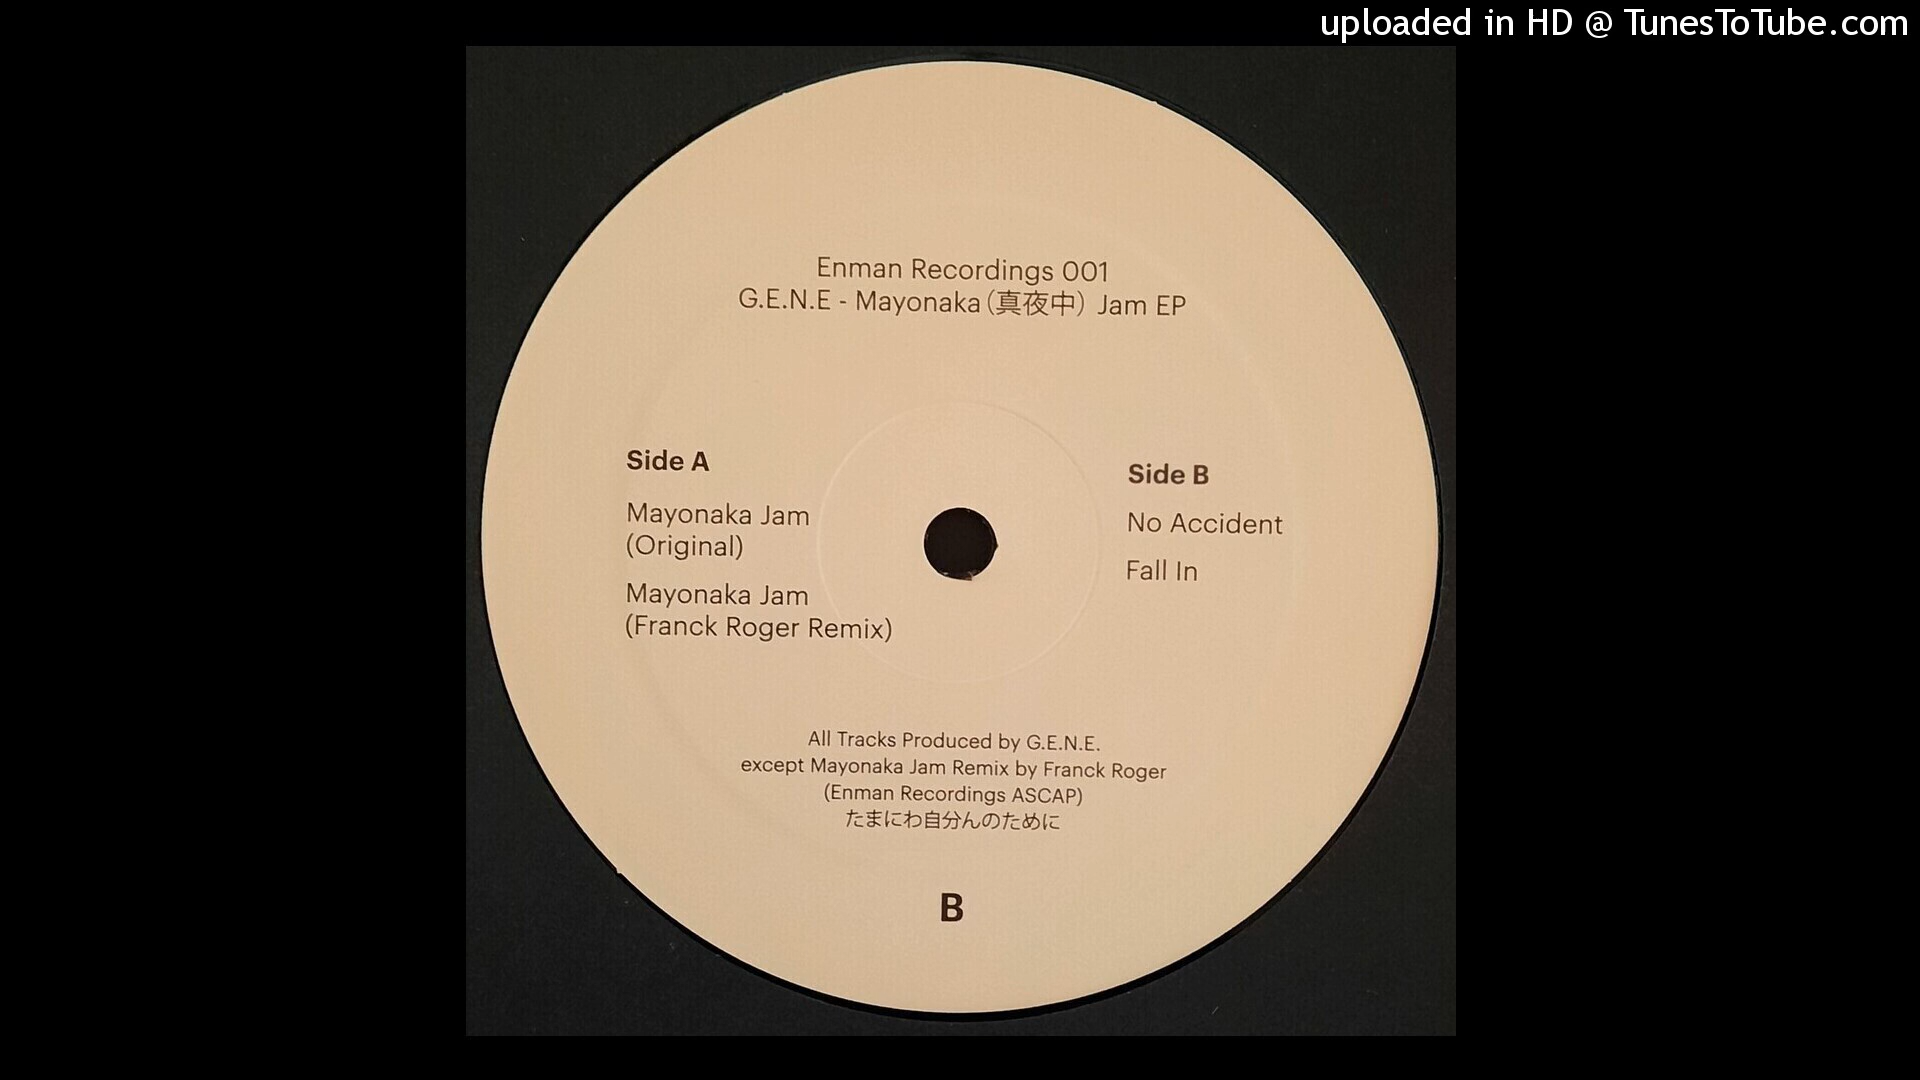 uploaded in HD @ TunesToTube.com
Enman Recordings 001
G.E.N.E - Mayonaka (真夜中) Jam EP
Side A
Mayonaka Jam
(Original)
Mayonaka Jam
(Franck Roger Remix)
Side B
No Accident
Fall In
All Tracks Produced by G.E.N.E.
except Mayonaka Jam Remix by Franck Roger
(Enman Recordings ASCAP)
たまにわ自分んのために
B